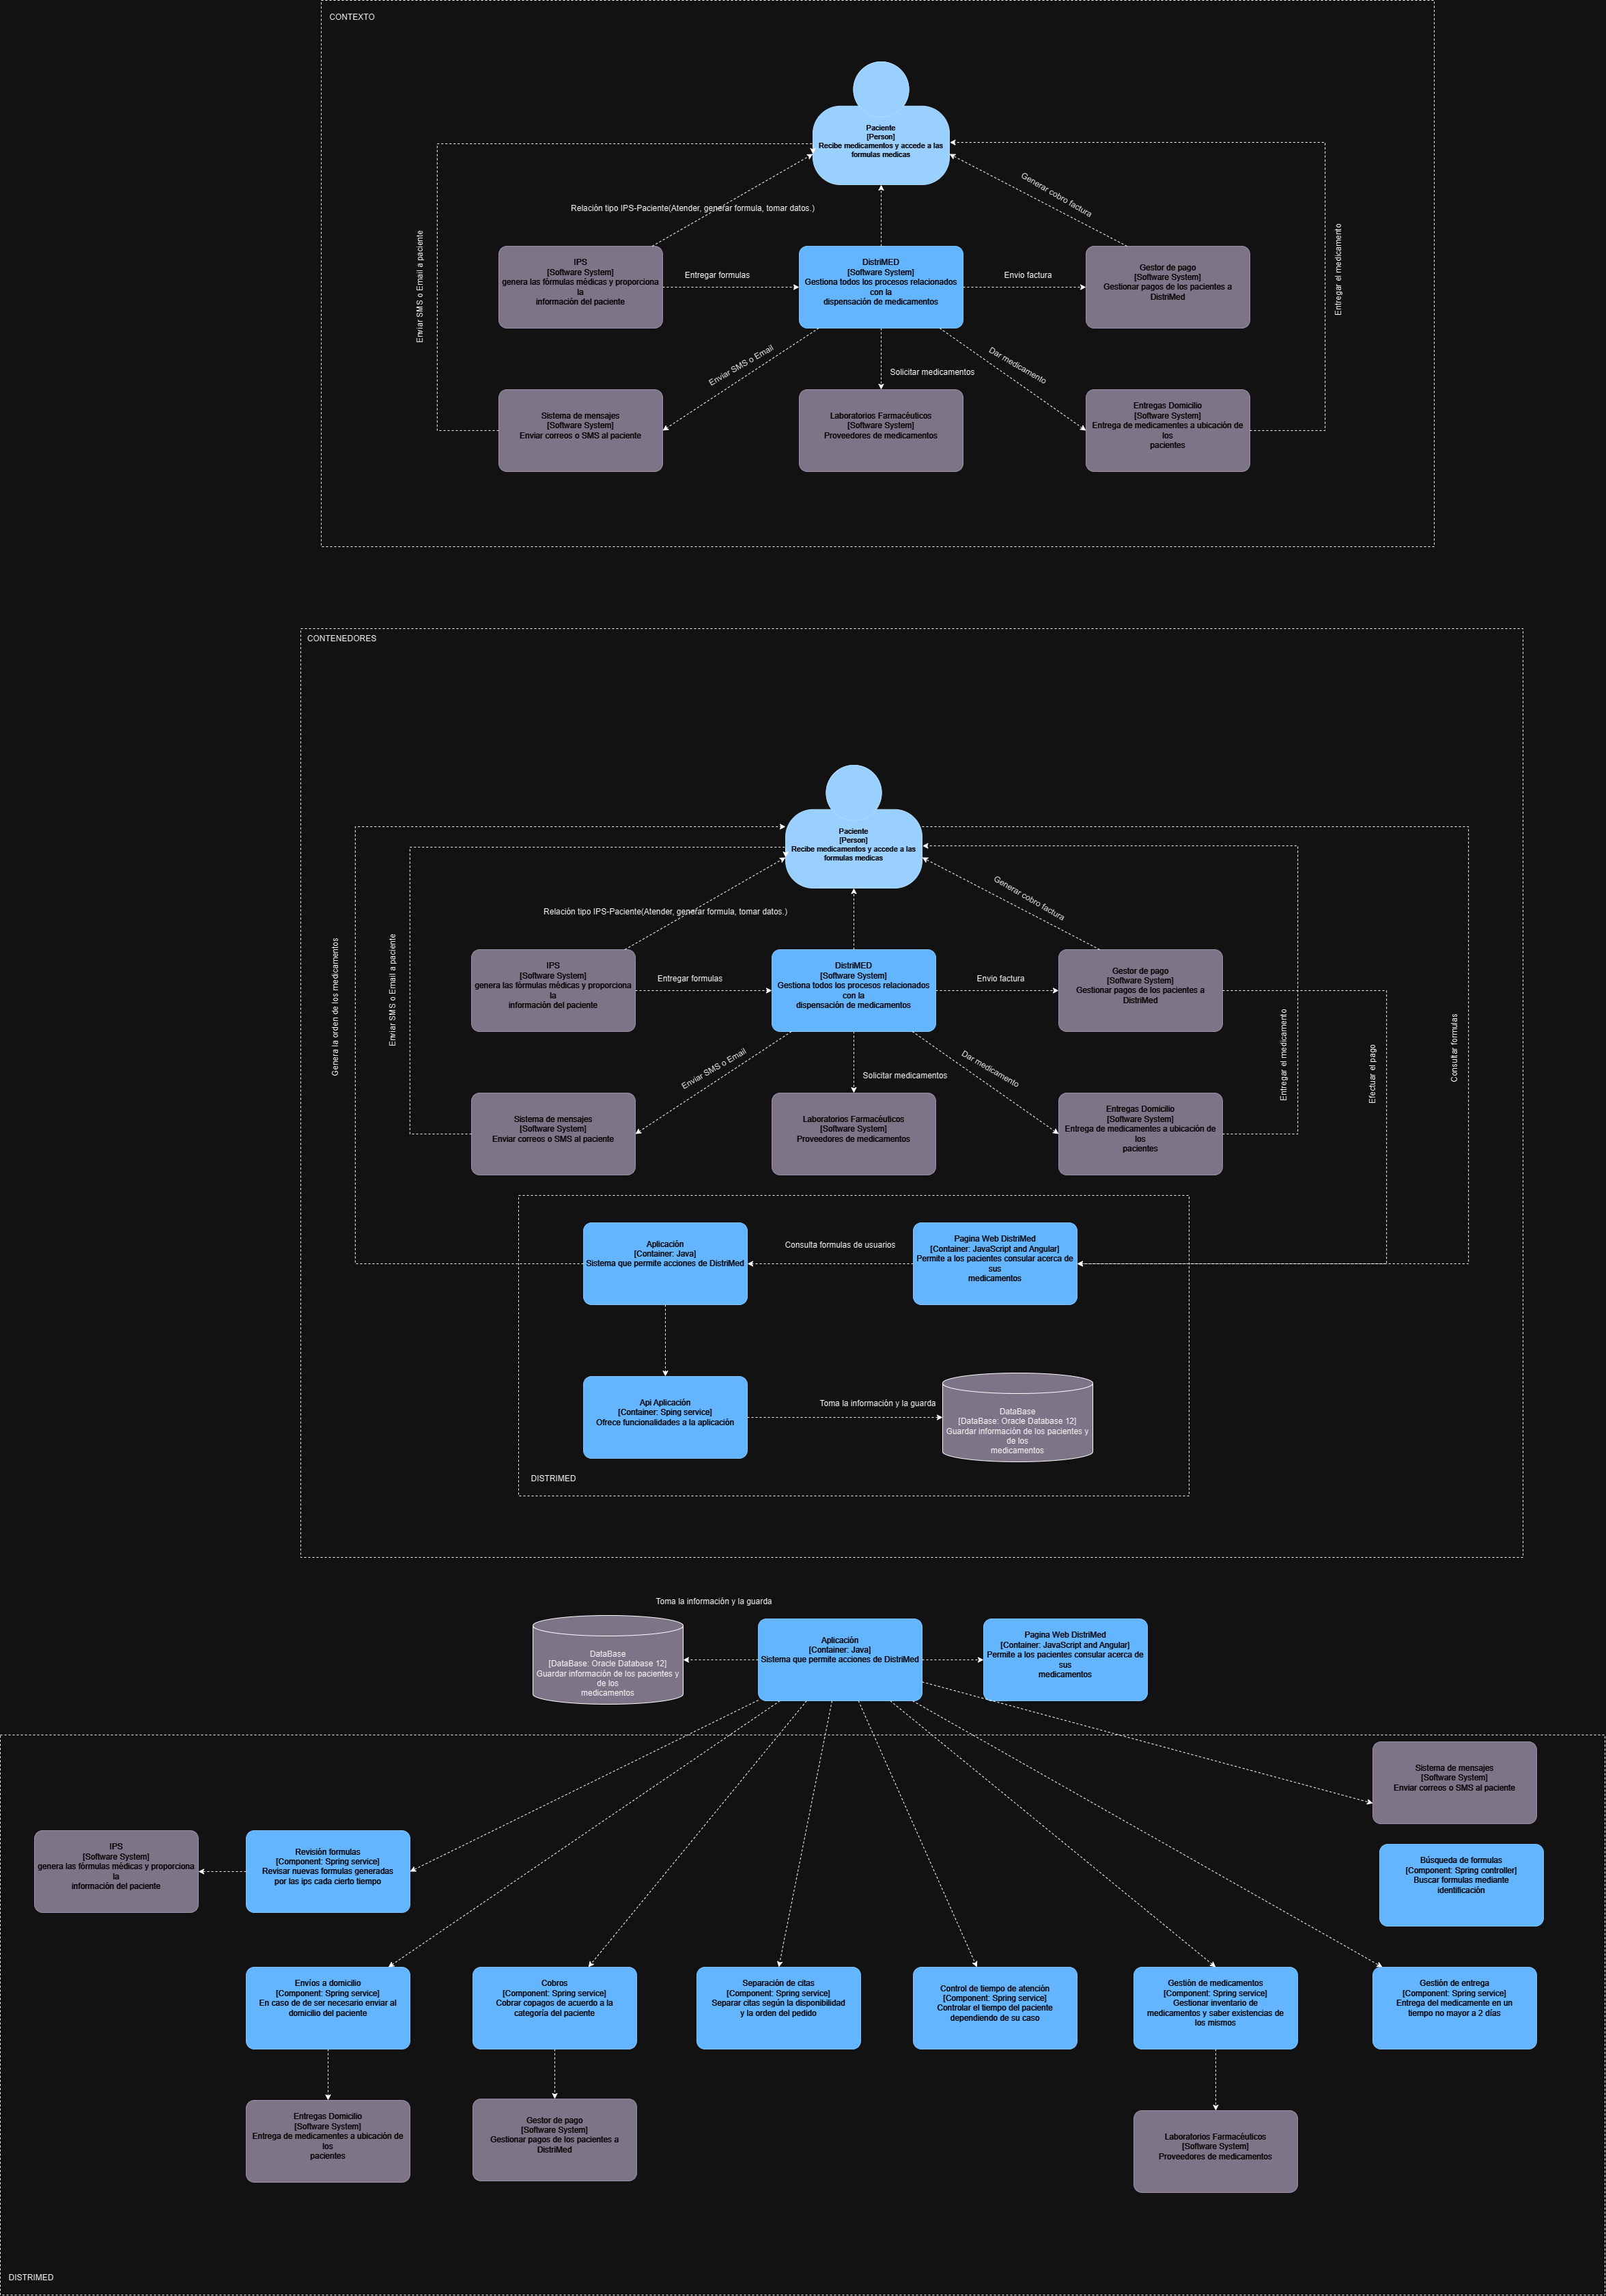 CONTEXTO
Paciente
[Person]
Recibe medicamentos y accede a las
formulas medicas
Generar cobro factura
Relación tipo IPS-Paciente(Atender, generar formula, tomar datos.)
Enviar SMS o Email a paciente
Entregar el medicamento
IPS
[Software System]
genera las fórmulas médicas y proporciona
la
información del paciente
Entregar formulas
DistriMED
[Software System]
Gestiona todos los procesos relacionados
con la
dispensación de medicamentos
Envio factura
Gestor de pago
[Software System]
Gestionar pagos de los pacientes a
DistriMed
Enviar SMS o Email
Solicitar medicamentos
Dar medicamento
Sistema de mensajes
[Software System]
Enviar correos o SMS al paciente
Laboratorios Farmacéuticos
[Software System]
Proveedores de medicamentos
Entregas Domicilio
[Software System]
Entrega de medicamentes a ubicación de
los
pacientes
CONTENEDORES
Paciente
[Person]
Recibe medicamentos y accede a las
formulas medicas
Generar cobro factura
Relación tipo IPS-Paciente(Atender, generar formula, tomar datos.)
Genera la orden de los medicamentos
Enviar SMS o Email a paciente
IPS
[Software System]
genera las fórmulas médicas y proporciona
la
información del paciente
Entregar formulas
DistriMED
[Software System]
Gestiona todos los procesos relacionados
con la
dispensación de medicamentos
Envio factura
Gestor de pago
[Software System]
Gestionar pagos de los pacientes a
DistriMed
Entregar el medicamento
Efectuar el pago
Consultar formulas
Enviar SMS o Email
Solicitar medicamentos
Dar medicamento
Sistema de mensajes
[Software System]
Enviar correos o SMS al paciente
Laboratorios Farmacéuticos
[Software System]
Proveedores de medicamentos
Entregas Domicilio
[Software System]
Entrega de medicamentes a ubicación de
los
pacientes
Aplicación
[Container: Java]
Sistema que permite acciones de DistriMed
Consulta formulas de usuarios
Pagina Web DistriMed
[Container: JavaScript and Angular]
Permite a los pacientes consular acerca de
sus
medicamentos
Api Aplicación
[Container: Sping service]
Ofrece funcionalidades a la aplicación
Toma la información y la guarda
DataBase
[DataBase: Oracle Database 12]
Guardar información de los pacientes y
de los
medicamentos
DISTRIMED
Toma la información y la guarda
DataBase
[DataBase: Oracle Database 12]
Guardar información de los pacientes y
de los
medicamentos
Aplicación
[Container: Java]
Sistema que permite acciones de DistriMed
Pagina Web DistriMed
[Container: JavaScript and Angular]
Permite a los pacientes consular acerca de
sus
medicamentos
Sistema de mensajes
[Software System]
Enviar correos o SMS al paciente
IPS
[Software System]
genera las fórmulas médicas y proporciona
la
información del paciente
Revisión formulas
[Component: Spring service]
Revisar nuevas formulas generadas
por las ips cada cierto tiempo
Búsqueda de formulas
[Component: Spring controller]
Buscar formulas mediante
identificación
Envíos a domicilio
[Component: Spring service]
En caso de de ser necesario enviar al
domicilio del paciente
Cobros
[Component: Spring service]
Cobrar copagos de acuerdo a la
categoría del paciente
Separación de citas
[Component: Spring service]
Separar citas según la disponibilidad
y la orden del pedido
Control de tiempo de atención
[Component: Spring service]
Controlar el tiempo del paciente
dependiendo de su caso
Gestión de medicamentos
[Component: Spring service]
Gestionar inventario de
medicamentos y saber existencias de
los mismos
Gestión de entrega
[Component: Spring service]
Entrega del medicamente en un
tiempo no mayor a 2 días
Entregas Domicilio
[Software System]
Entrega de medicamentes a ubicación de
los
pacientes
Gestor de pago
[Software System]
Gestionar pagos de los pacientes a
DistriMed
Laboratorios Farmacéuticos
[Software System]
Proveedores de medicamentos
DISTRIMED